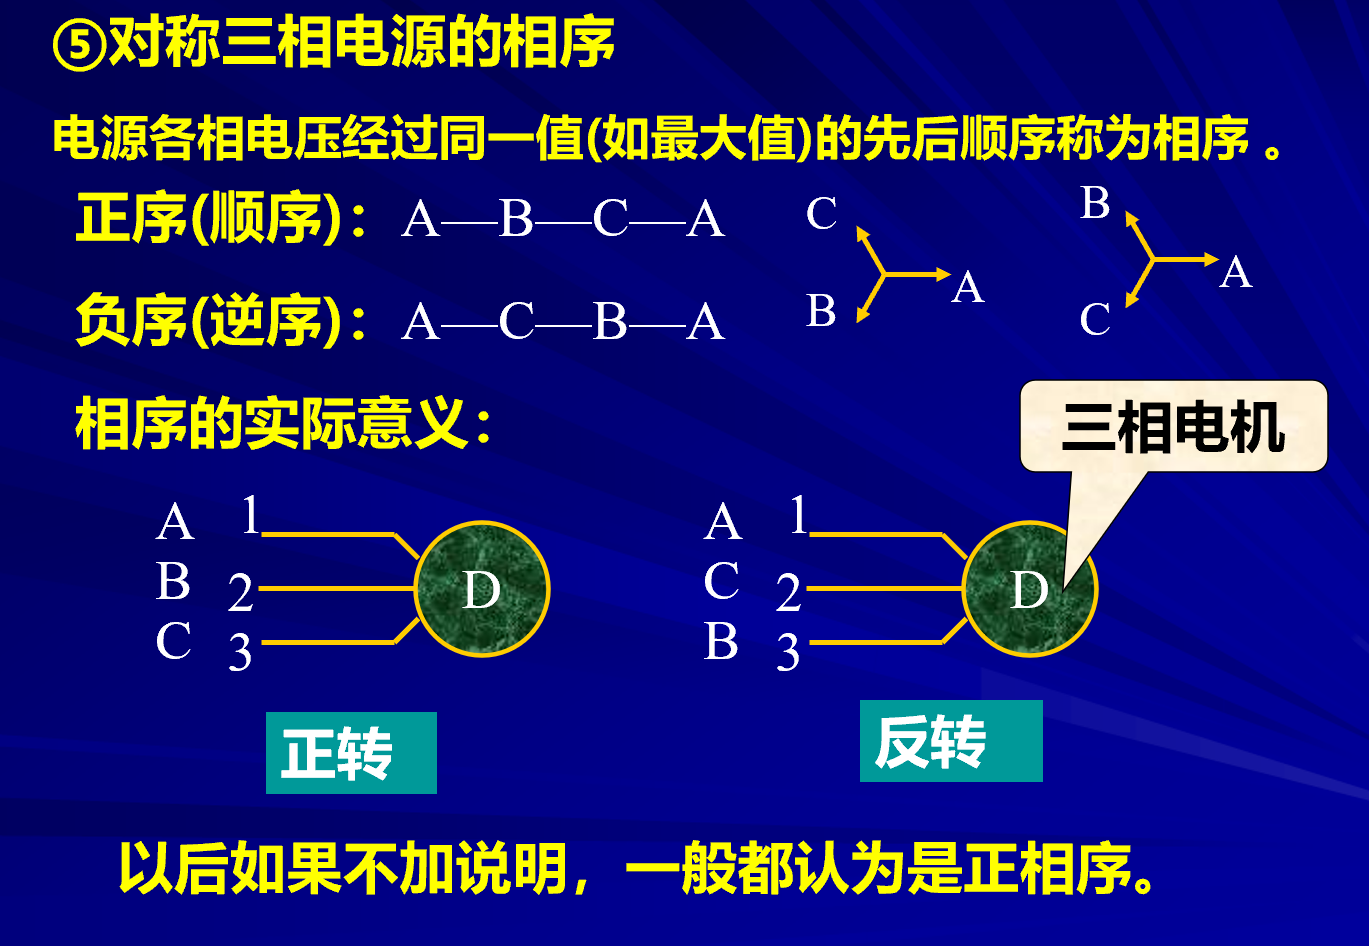 ⑤对称三相电源的相序
电源各相电压经过同一值(如最大值)的先后顺序称为相序 。
正序(顺序)：A—B—C—A
负序(逆序)：A—C—B—A
C
B
A
B
C
A
相序的实际意义：
三相电机
A 1
B 2
C 3
D
A 1
C 2
B 3
D
正转
反转
以后如果不加说明，一般都认为是正相序。